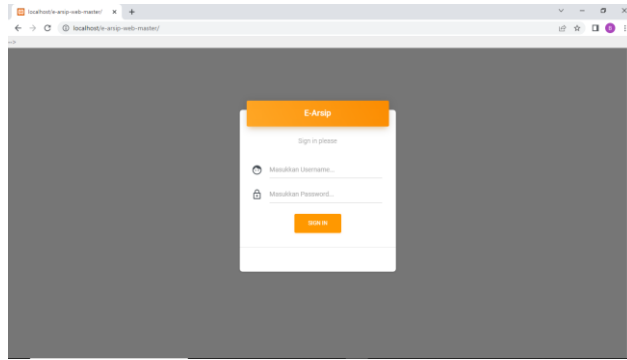 localhost/e-arsip-web-master/
localhost/e-arsip-web-master/
E-Arsip
Sign in please
Masukkan Username...
Masukkan Password...
SIGN IN